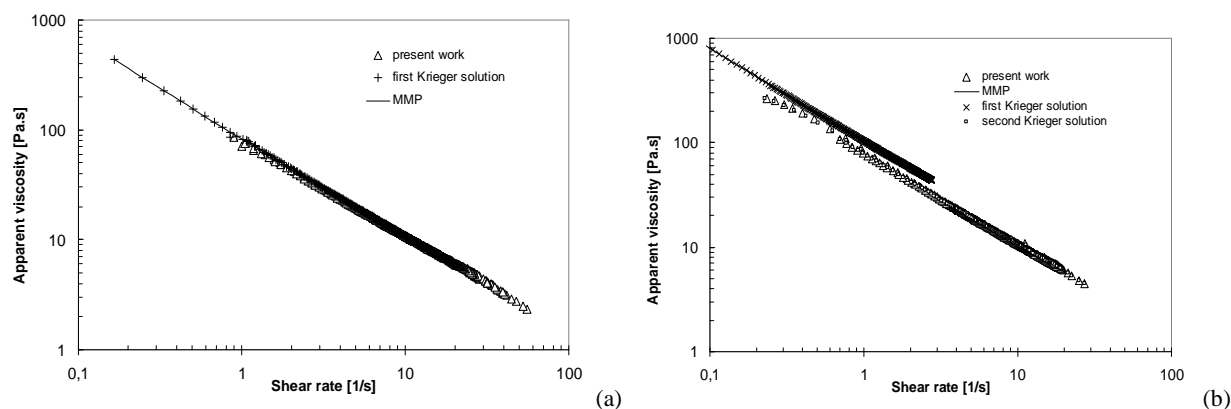 1000
100
10
1
Apparent viscosity [Pa.s]
present work
first Krieger solution
MMP
0,1 1 10 100
Shear rate [1/s]
(a)
1000
100
10
1
Apparent viscosity [Pa.s]
present work
MMP
first Krieger solution
second Krieger solution
0,1 1 10 100
Shear rate [1/s]
(b)